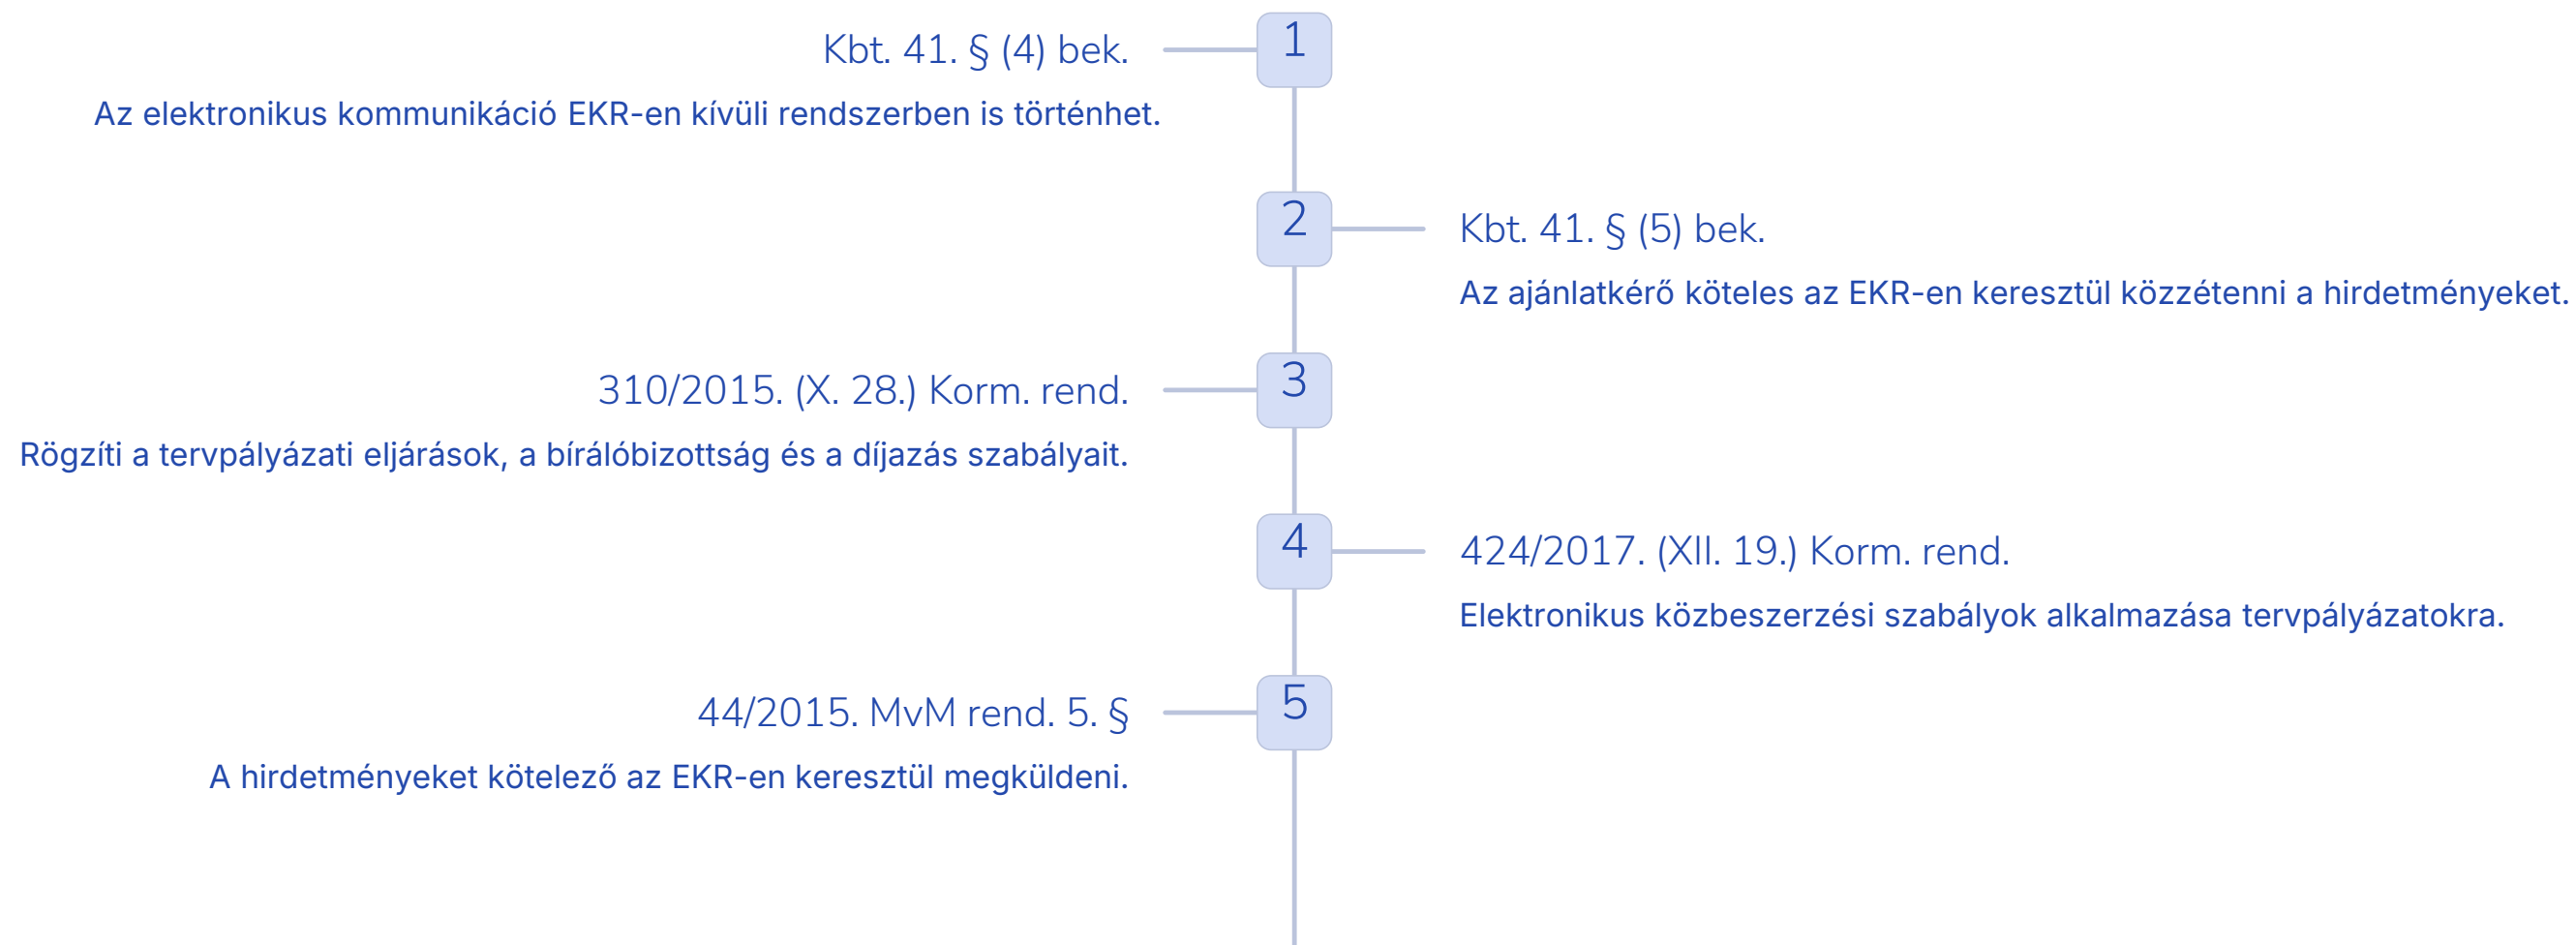 1
Kbt. 41. § (4) bek.
Az elektronikus kommunikáció EKR-en kívüli rendszerben is történhet.
2
Kbt. 41. § (5) bek.
Az ajánlatkérő köteles az EKR-en keresztül közzétenni a hirdetményeket.
3
310/2015. (X. 28.) Korm. rend.
Rögzíti a tervpályázati eljárások, a bírálóbizottság és a díjazás szabályait.
4
424/2017. (XII. 19.) Korm. rend.
Elektronikus közbeszerzési szabályok alkalmazása tervpályázatokra.
5
44/2015. MvM rend. 5. §
A hirdetményeket kötelező az EKR-en keresztül megküldeni.